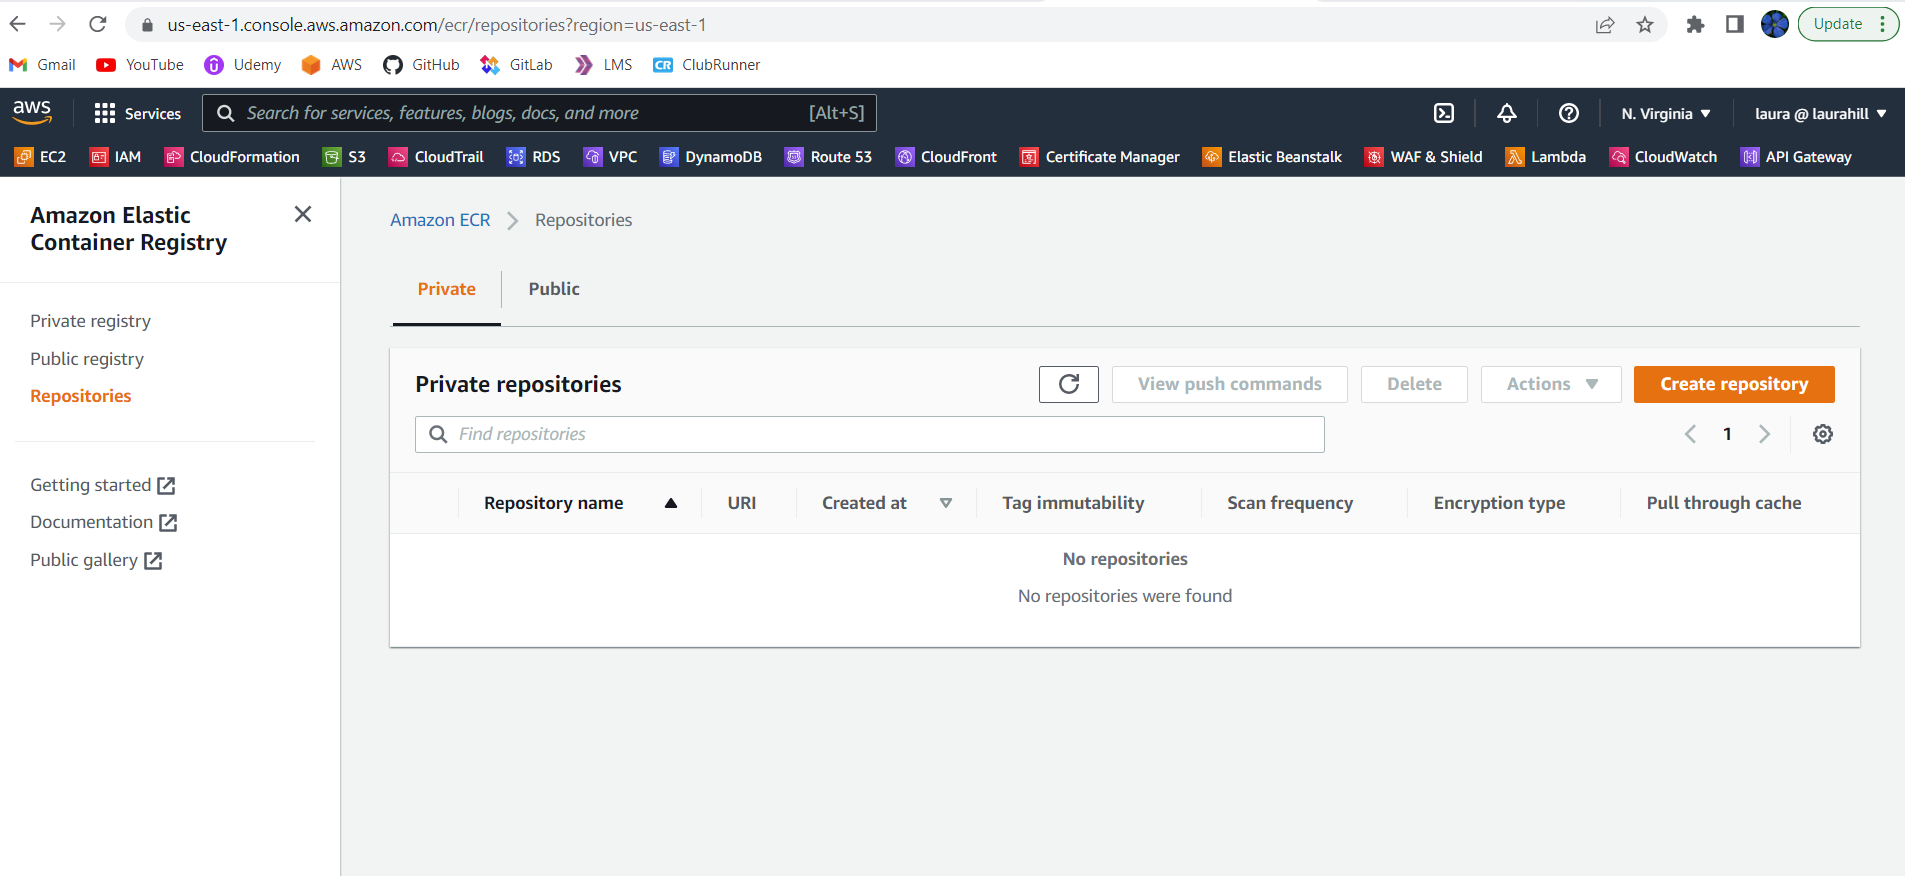 us-east-1.console.aws.amazon.com/ecr/repositories?region=us-east-1
Update
Gmail YouTube Udemy AWS GitHub GitLab LMS CR ClubRunner
aws Services Search for services, features, blogs, docs, and more [Alt+S] N. Virginia laura @ laurahill
EC2 IAM CloudFormation S3 CloudTrail RDS VPC DynamoDB Route 53 CloudFront Certificate Manager Elastic Beanstalk WAF & Shield Lambda CloudWatch API Gateway
Amazon Elastic
Container Registry
Private registry
Public registry
Repositories
Getting started
Documentation
Public gallery
Amazon ECR Repositories
Private Public
Private repositories View push commands Delete Actions Create repository
Find repositories 1
Repository name URI Created at Tag immutability Scan frequency Encryption type Pull through cache
No repositories
No repositories were found